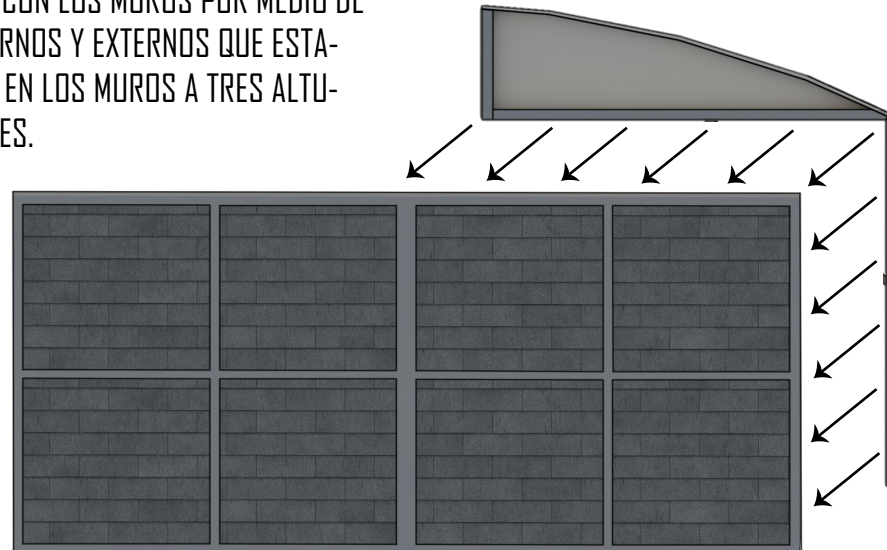 CON LOS MUROS POR MEDIO DE
RNOS Y EXTERNOS QUE ESTA-
EN LOS MUROS A TRES ALTU-
ES.